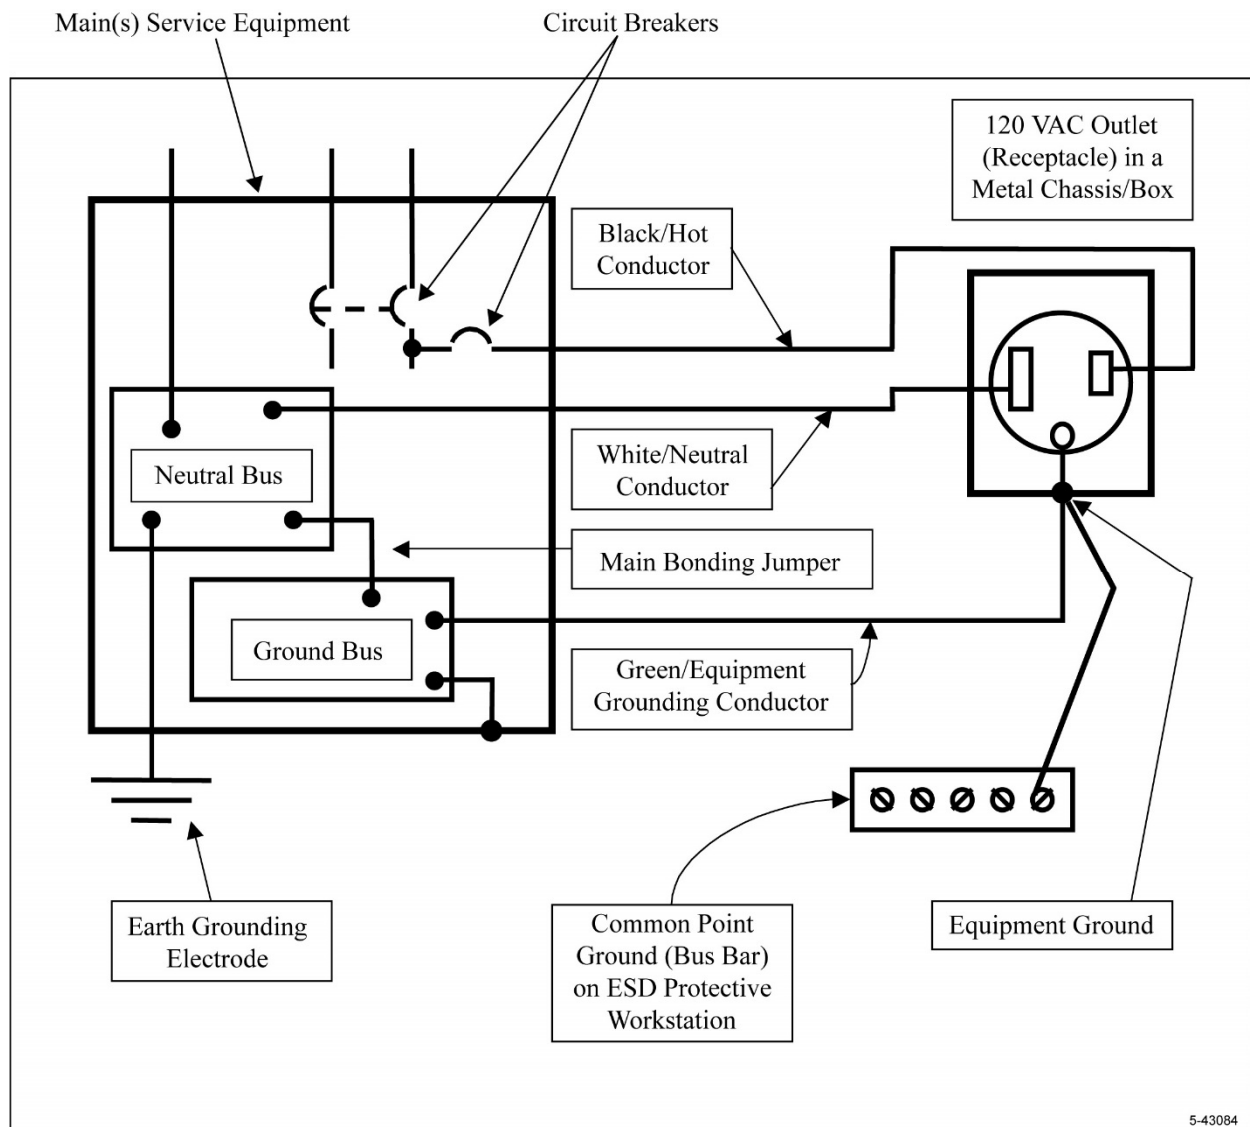 Main(s) Service Equipment
Circuit Breakers
120 VAC Outlet
(Receptacle) in a
Metal Chassis/Box
Black/Hot
Conductor
White/Neutral
Conductor
Neutral Bus
Main Bonding Jumper
Ground Bus
Green/Equipment
Grounding Conductor
Earth Grounding
Electrode
Common Point
Ground (Bus Bar)
on ESD Protective
Workstation
Equipment Ground
5-43084